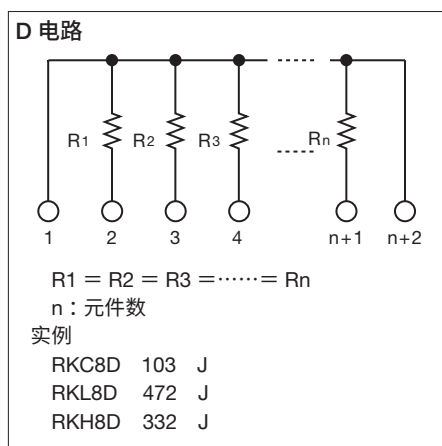 D 电路
R1 R2 R3 Rn
1 2 3 4 n+1 n+2
R1 = R2 = R3 =……= Rn
n：元件数
实例
RKC8D 103 J
RKL8D 472 J
RKH8D 332 J